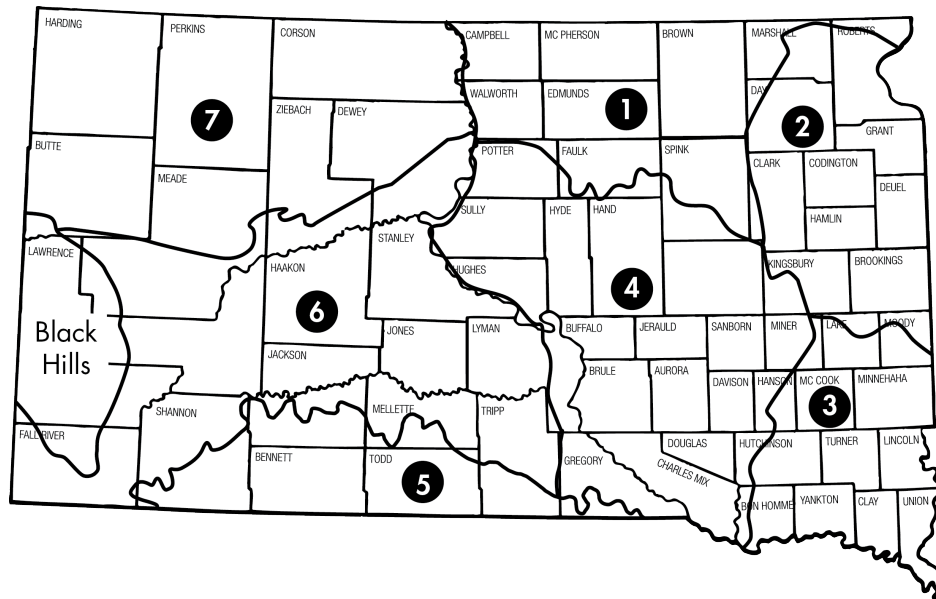 HARDING
PERKINS
CORSON
CAMPBELL
MC PHERSON
BROWN
MARSHALL
ROBERTS
WALWORTH
EDMUNDS
DAY
ZIEBACH
DEWEY
7
1
2
GRANT
BUTTE
POTTER
FAULK
SPINK
CLARK
CODINGTON
MEADE
DEUEL
SULLY
HYDE
HAND
HAMLIN
STANLEY
LAWRENCE
HAAKON
HUGHES
KINGSBURY
BROOKINGS
6
4
Black
Hills
JONES
LYMAN
BUFFALO
JERAULD
SANBORN
MINER
LAKE
MOODY
JACKSON
BRULE
AURORA
DAVISON
HANSON
MC COOK
MINNEHAHA
3
SHANNON
MELLETTE
TRIPP
FALL RIVER
DOUGLAS
HUTCHINSON
TURNER
LINCOLN
BENNETT
TODD
GREGORY
CHARLES MIX
5
BON HOMME
YANKTON
CLAY
UNION